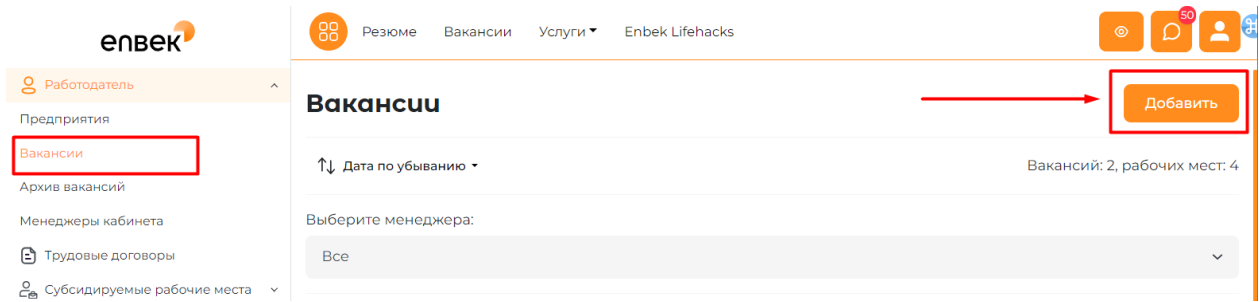 enbek
Работодатель
Предприятия
Вакансии
Архив вакансий
Менеджеры кабинета
Трудовые договоры
Субсидируемые рабочие места
Резюме Вакансии Услуги Enbek Lifehacks
50
Вакансии
Добавить
Дата по убыванию
Вакансий: 2, рабочих мест: 4
Выберите менеджера:
Все